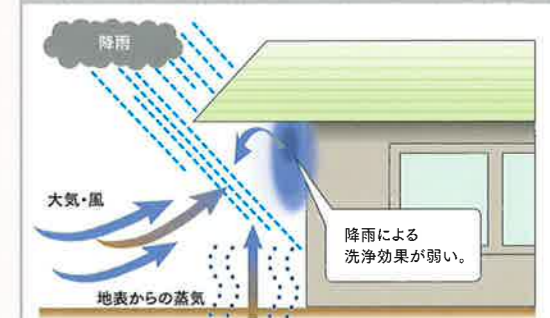 降雨
大気・風
降雨による
洗浄効果が弱い。
地表からの蒸気